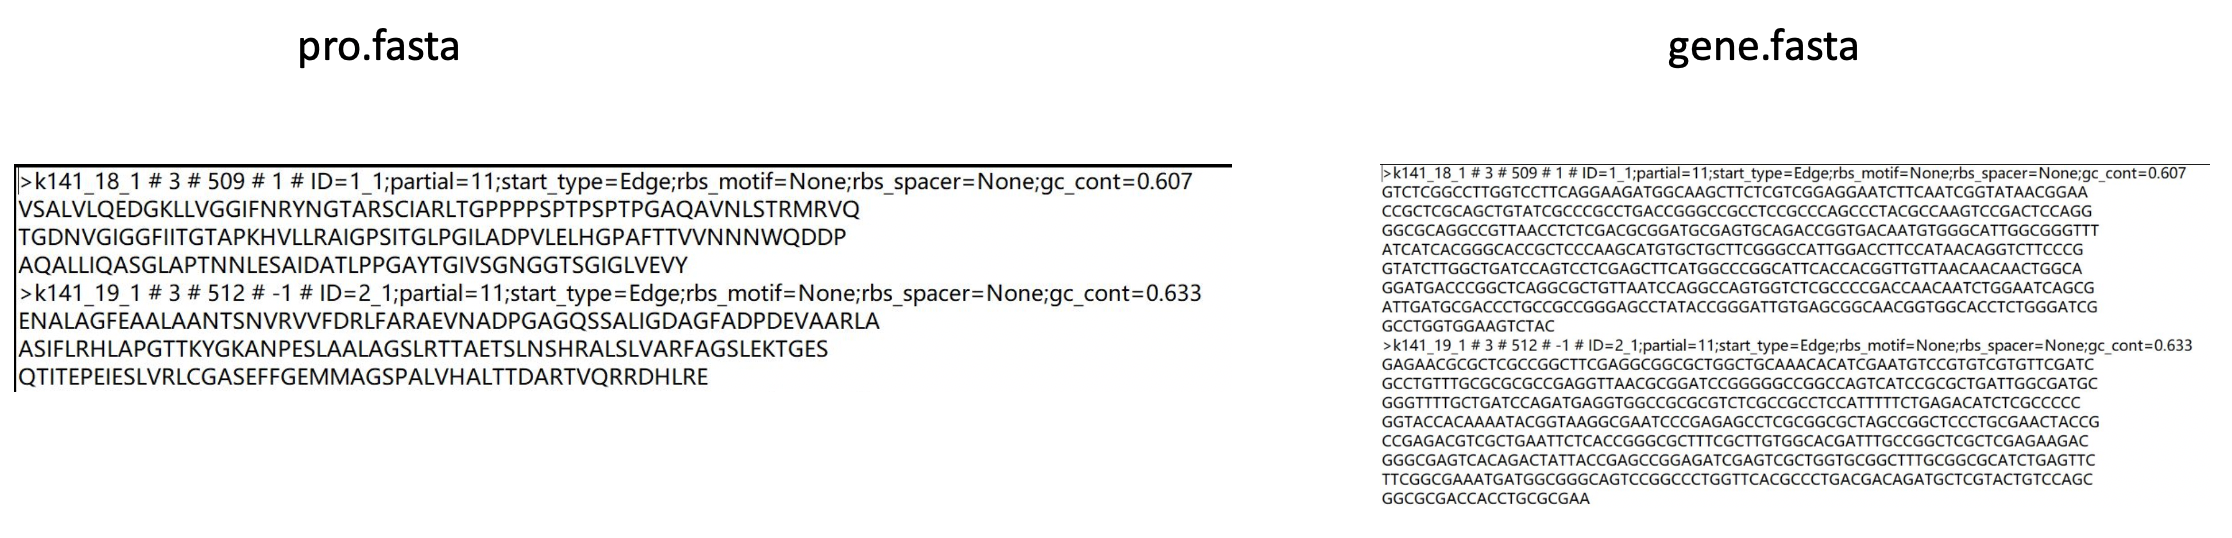 pro.fasta
>k141_18_1 # 3 # 509 # 1 # ID=1_1;partial=11;start_type=Edge;rbs_motif=None;rbs_spacer=None;gc_cont=0.607
VSALVLQEDGKLLVGGIFNRYNGTARSCIARLTGPPPPSPTPSPTPGAQAVNLSTRMRVQ
TGDNVGIGGFIITGTAPKHVLLRAIGPSITGLPGILADPVLELHGPAFTTVVNNNWQDDP
AQALLIQASGLAPTNNLESAIDATLPPGAYTGIVSGNGGTSGIGLVEVY
>k141_19_1 # 3 # 512 # -1 # ID=2_1;partial=11;start_type=Edge;rbs_motif=None;rbs_spacer=None;gc_cont=0.633
ENALAGFEAALAANTSNVRVVFDRLFARAEVNADPGAGQSSALIGDAGFADPDEVAARLA
ASIFLRHLAPGTTKYGKANPESLAALAGSLRTTAETSLNSHRALSLVARFAGSLEKTGES
QTITEPEIESLVRLCGASEFFGEMMAGSPALVHALTTDARTVQRRDHLRE
gene.fasta
>k141_18_1 # 3 # 509 # 1 # ID=1_1;partial=11;start_type=Edge;rbs_motif=None;rbs_spacer=None;gc_cont=0.607
GTCTCGGCCTTGGTCCTTCAGGAAGATGGCAAGCTTCTCGTCGGAGGAATCTTCAATCGGTATAACGGAA
CCGCTCGCAGCTGTATCGCCCGCCTGACCGGGCCGCCTCCGCCCAGCCCTACGCCAAGTCCGACTCCAGG
GGCGCAGGCCGTTAACCTCTCGACGCGGATGCGAGTGCAGACCGGTGACAATGTGGGCATTGGCGGGTTT
ATCATCACGGGCACCGCTCCCAAGCATGTGCTGCTTCGGGCCATTGGACCTTCCATAACAGGTCTTCCCG
GTATCTTGGCTGATCCAGTCCTCGAGCTTCATGGCCCGGCATTCACCACGGTTGTTAACAACAACTGGCA
GGATGACCCGGCTCAGGCGCTGTTAATCCAGGCCAGTGGTCTCGCCCCGACCAACAATCTGGAATCAGCG
ATTGATGCGACCCTGCCGCCGGGAGCCTATACCGGGATTGTGAGCGGCAACGGTGGCACCTCTGGGATCG
GCCTGGTGGAAGTCTAC
>k141_19_1 # 3 # 512 # -1 # ID=2_1;partial=11;start_type=Edge;rbs_motif=None;rbs_spacer=None;gc_cont=0.633
GAGAACGCGCTCGCCGGCTTCGAGGCGGCGCTGGCTGCAAACACATCGAATGTCCGTGTCGTGTTCGATC
GCCTGTTTGCGCGCGCCGAGGTTAACGCGGATCCGGGGGCCGGCCAGTCATCCGCGCTGATTGGCGATGC
GGGTTTTGCTGATCCAGATGAGGTGGCCGCGCGTCTCGCCGCCTCCATTTTTCTGAGACATCTCGCCCCC
GGTACCACAAAATACGGTAAGGCGAATCCCGAGAGCCTCGCGGCGCTAGCCGGCTCCCTGCGAACTACCG
CCGAGACGTCGCTGAATTCTCACCGGGCGCTTTCGCTTGTGGCACGATTTGCCGGCTCGCTCGAGAAGAC
GGGCGAGTCACAGACTATTACCGAGCCGGAGATCGAGTCGCTGGTGCGGCTTTGCGGCGCATCTGAGTTC
TTCGGCGAAATGATGGCGGGCAGTCCGGCCCTGGTTCACGCCCTGACGACAGATGCTCGTACTGTCCAGC
GGCGCGACCACCTGCGCGAA